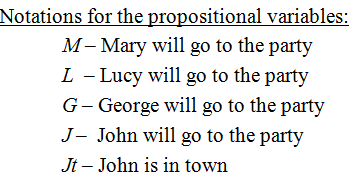 Notations for the propositional variables:
M – Mary will go to the party
L – Lucy will go to the party
G – George will go to the party
J – John will go to the party
Jt – John is in town